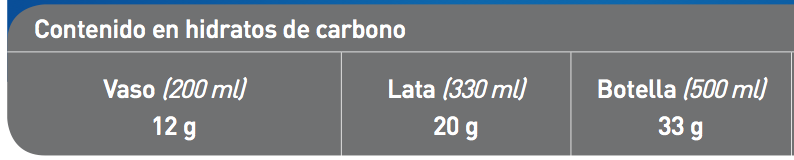 Contenido en hidratos de carbono
Vaso (200 ml) Lata (330 ml) Botella (500 ml)
12 g 20 g 33 g